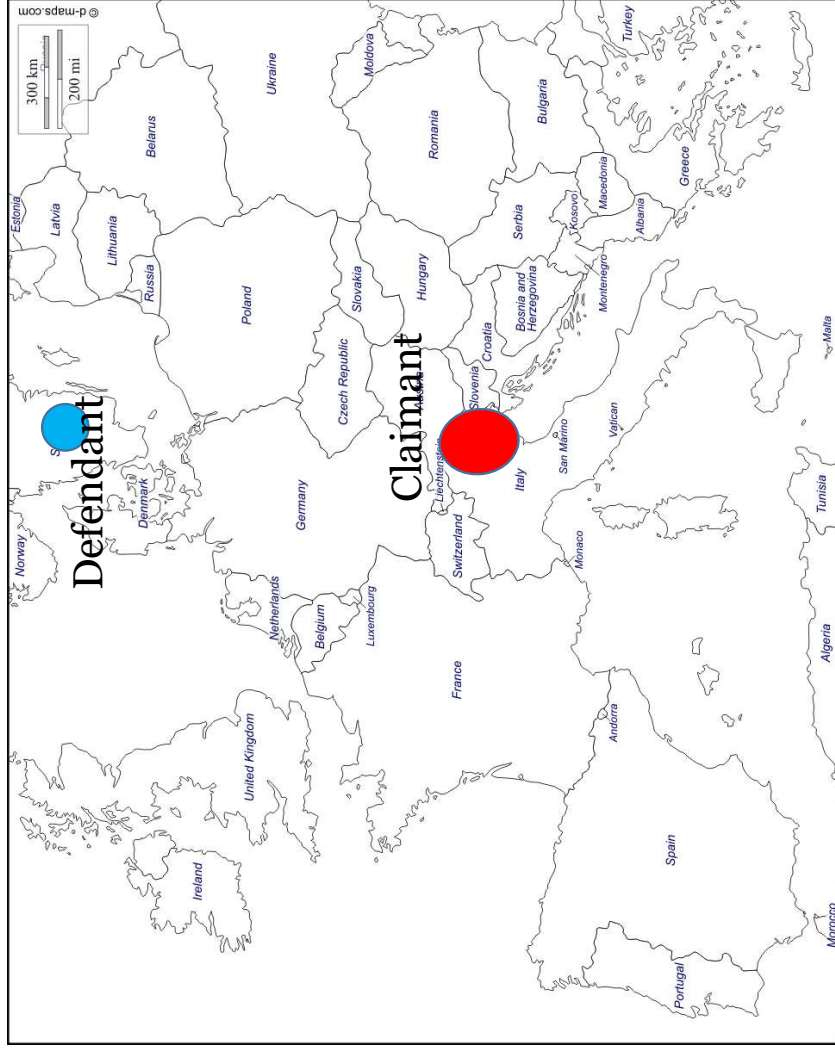 © d-maps.com
Norway
Estonia
300 km
200 mi
Latvia
Defendant
Lithuania
Denmark
Russia
Belarus
Ireland
United Kingdom
Netherlands
Poland
Germany
Ukraine
Belgium
Luxembourg
Czech Republic
Slovakia
Moldova
Claimant
Liechtenstein
Hungary
Romania
France
Switzerland
Slovenia
Croatia
Italy
Serbia
Bosnia and
Herzegovina
Bulgaria
San Marino
Monaco
Kosovo
Montenegro
Macedonia
Andorra
Vatican
Albania
Turkey
Spain
Portugal
Greece
Morocco
Algeria
Tunisia
Malta